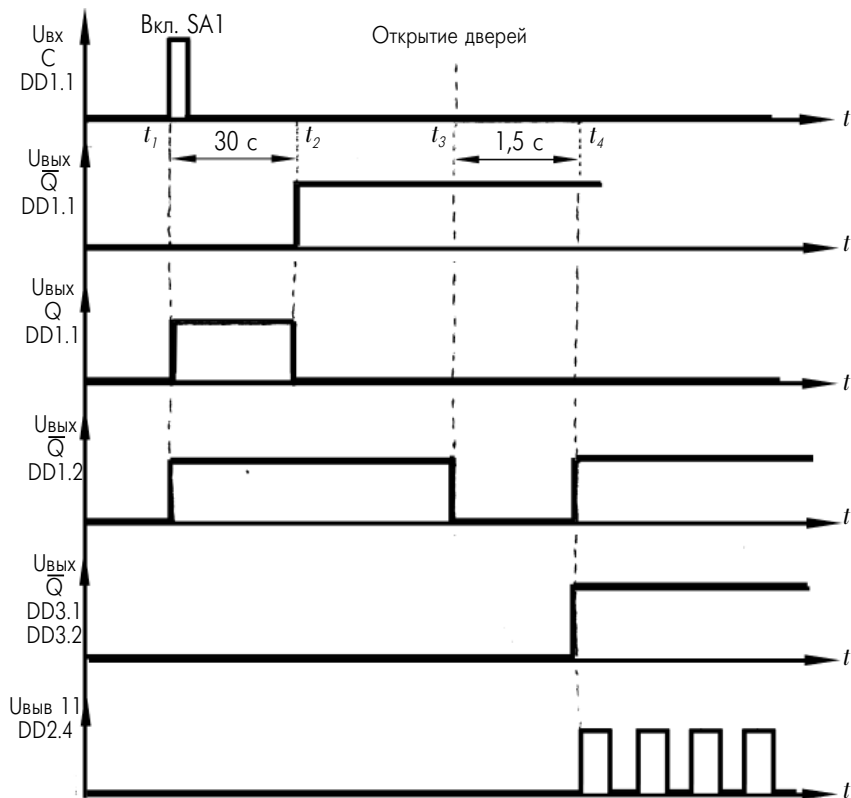 Uвх
C
DD1.1
Вкл. SA1
Открытие дверей
t
t₁
30 с
t₂
t₃
1,5 с
t₄
Uвых
Q̅
DD1.1
t
Uвых
Q
DD1.1
t
Uвых
Q̅
DD1.2
t
Uвых
Q̅
DD3.1
DD3.2
t
Uвыв 11
DD2.4
t